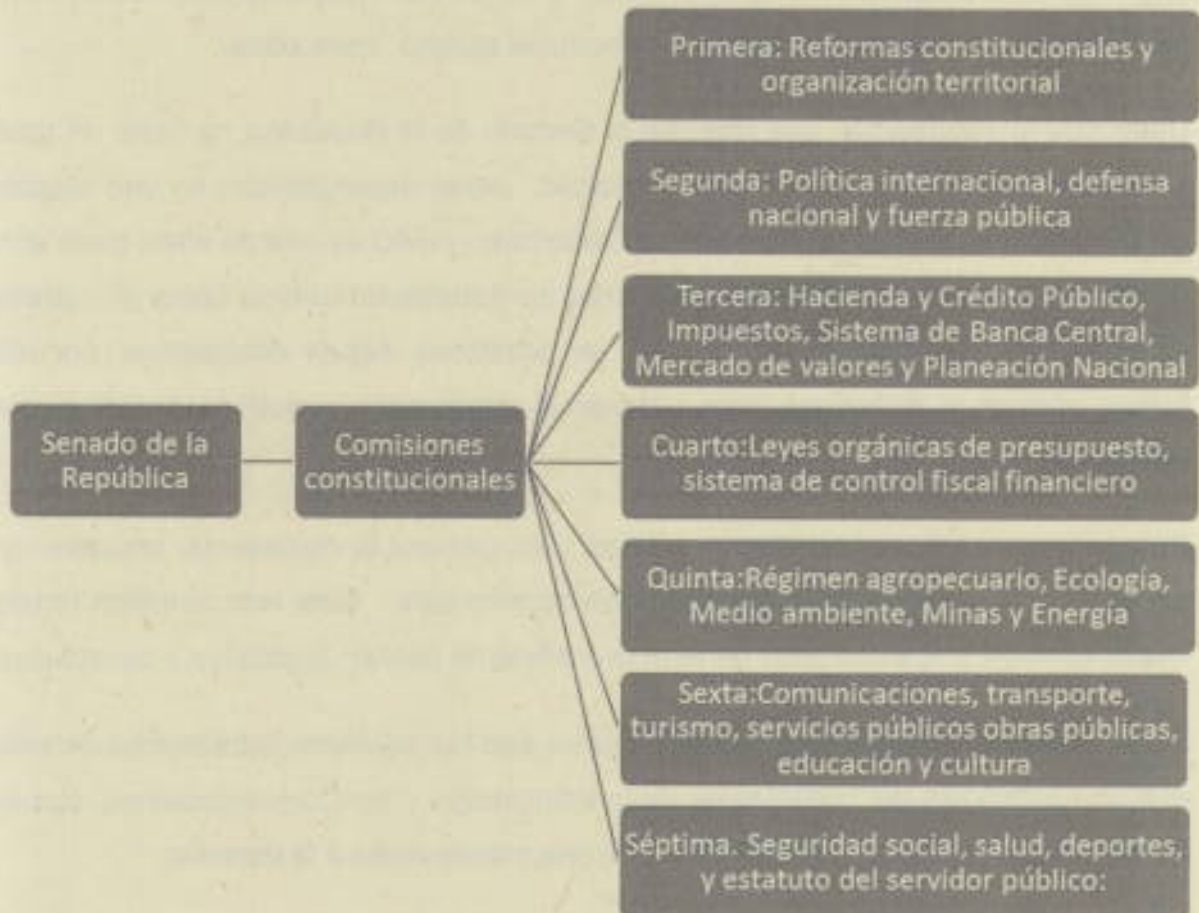 Primera: Reformas constitucionales y
organización territorial
Segunda: Política internacional, defensa
nacional y fuerza pública
Tercera: Hacienda y Crédito Público,
Impuestos, Sistema de Banca Central,
Mercado de valores y Planeación Nacional
Senado de la
República
Comisiones
constitucionales
Cuarto:Leyes orgánicas de presupuesto,
sistema de control fiscal financiero
Quinta:Régimen agropecuario, Ecología,
Medio ambiente, Minas y Energía
Sexta:Comunicaciones, transporte,
turismo, servicios públicos obras públicas,
educación y cultura
Séptima. Seguridad social, salud, deportes,
y estatuto del servidor público: